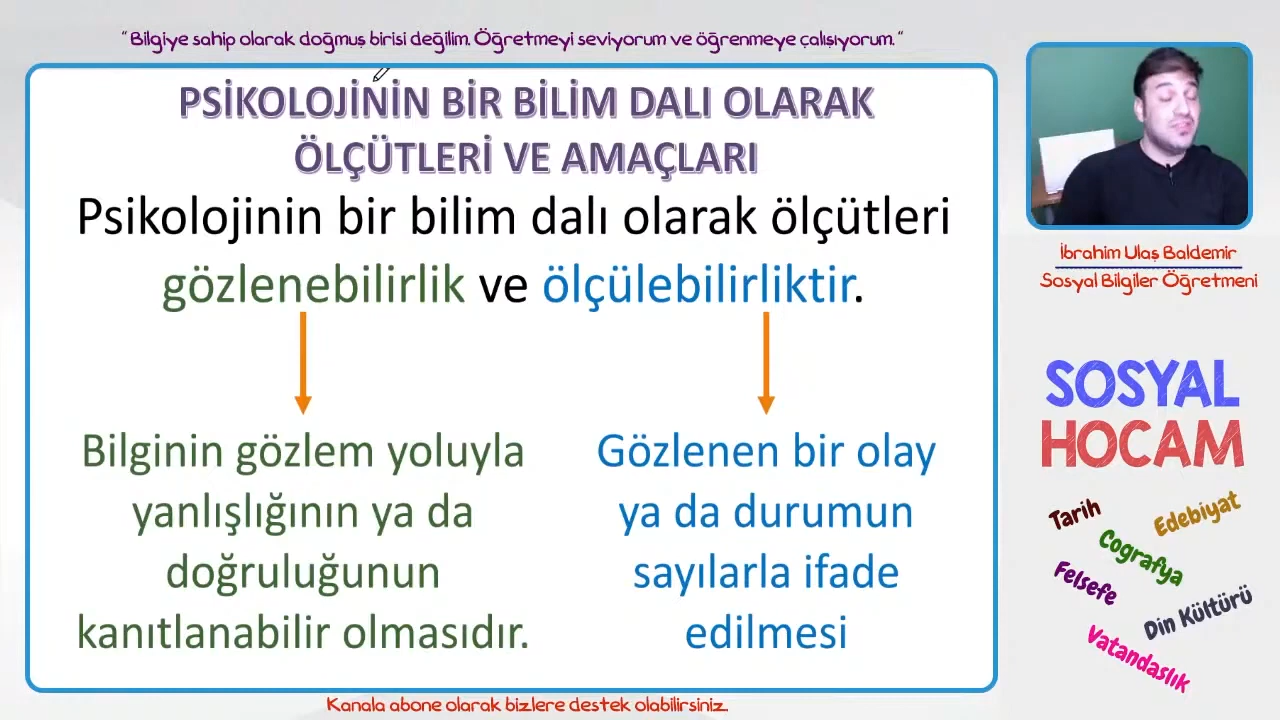 “Bilgiye sahip olarak doğmuş birisi değilim. Öğretmeyi seviyorum ve öğrenmeye çalışıyorum.”
PSİKOLOJİNİN BİR BİLİM DALI OLARAK
ÖLÇÜTLERİ VE AMAÇLARI
Psikolojinin bir bilim dalı olarak ölçütleri
gözlenebilirlik ve ölçülebilirliktir.
Bilginin gözlem yoluyla
yanlışlığının ya da
doğruluğunun
kanıtlanabilir olmasıdır.
Gözlenen bir olay
ya da durumun
sayılarla ifade
edilmesi
İbrahim Ulaş Baldemir
Sosyal Bilgiler Öğretmeni
SOSYAL
HOCAM
Tarih
Edebiyat
Coğrafya
Felsefe
Din Kültürü
Vatandaslık
Kanala abone olarak bizlere destek olabilirsiniz.